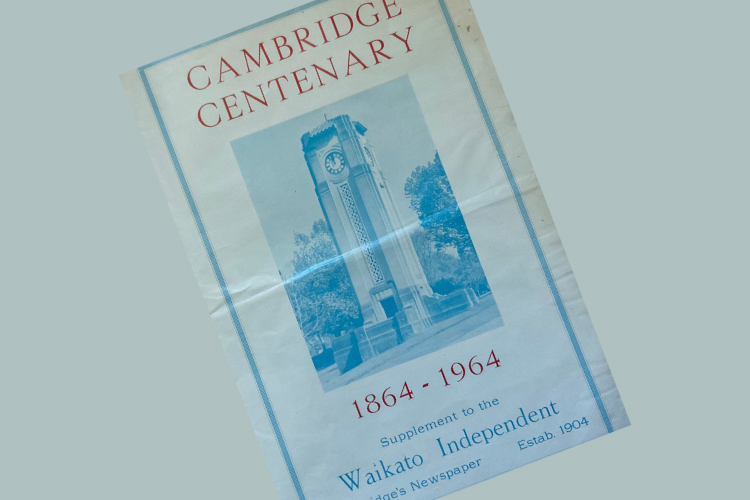 CAMBRIDGE
CENTENARY
1864 - 1964
Supplement to the
Waikato Independent
Newspaper Estab. 1904